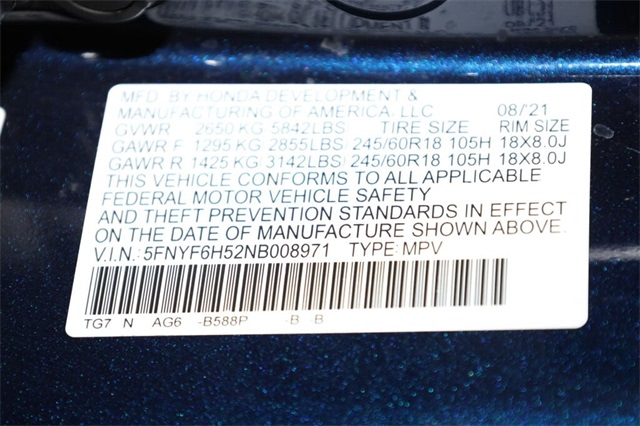 MFD. BY HONDA DEVELOPMENT &
MANUFACTURING OF AMERICA, LLC 08/21
GVWR 2650 KG 5842LBS TIRE SIZE RIM SIZE
GAWR F 1295 KG 2855LBS 245/60R18 105H 18X8.0J
GAWR R 1425 KG 3142LBS 245/60R18 105H 18X8.0J
THIS VEHICLE CONFORMS TO ALL APPLICABLE
FEDERAL MOTOR VEHICLE SAFETY
AND THEFT PREVENTION STANDARDS IN EFFECT
ON THE DATE OF MANUFACTURE SHOWN ABOVE.
V.I.N.: 5FNYF6H52NB008971 TYPE: MPV
TG7 N AG6 -B588P -B B